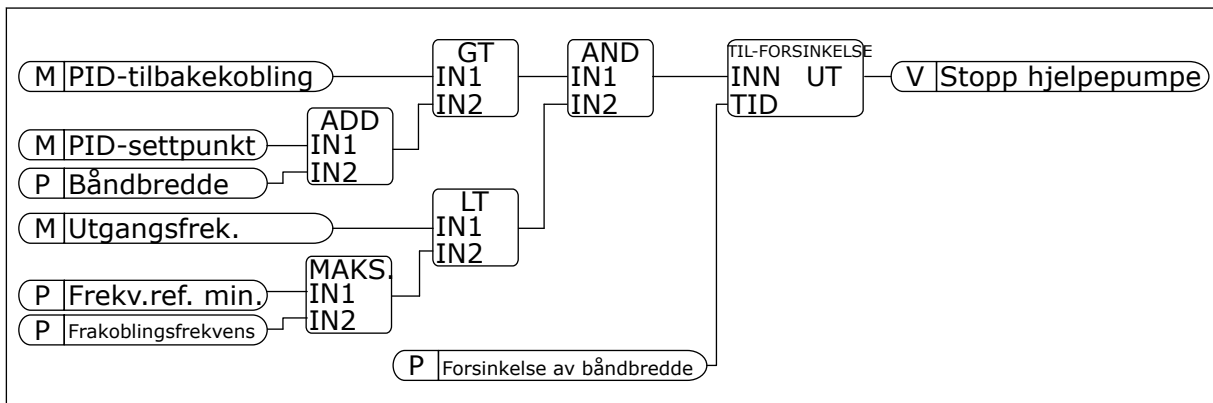 GT
AND
TIL-FORSINKELSE
M PID-tilbakekobling
IN1
IN1
INN UT
V Stopp hjelpepumpe
IN2
IN2
TID
ADD
M PID-settpunkt
IN1
P Båndbredde
IN2
LT
M Utgangsfrek.
IN1
IN2
MAKS.
P Frekv.ref. min.
IN1
P Frakoblingsfrekvens
IN2
P Forsinkelse av båndbredde